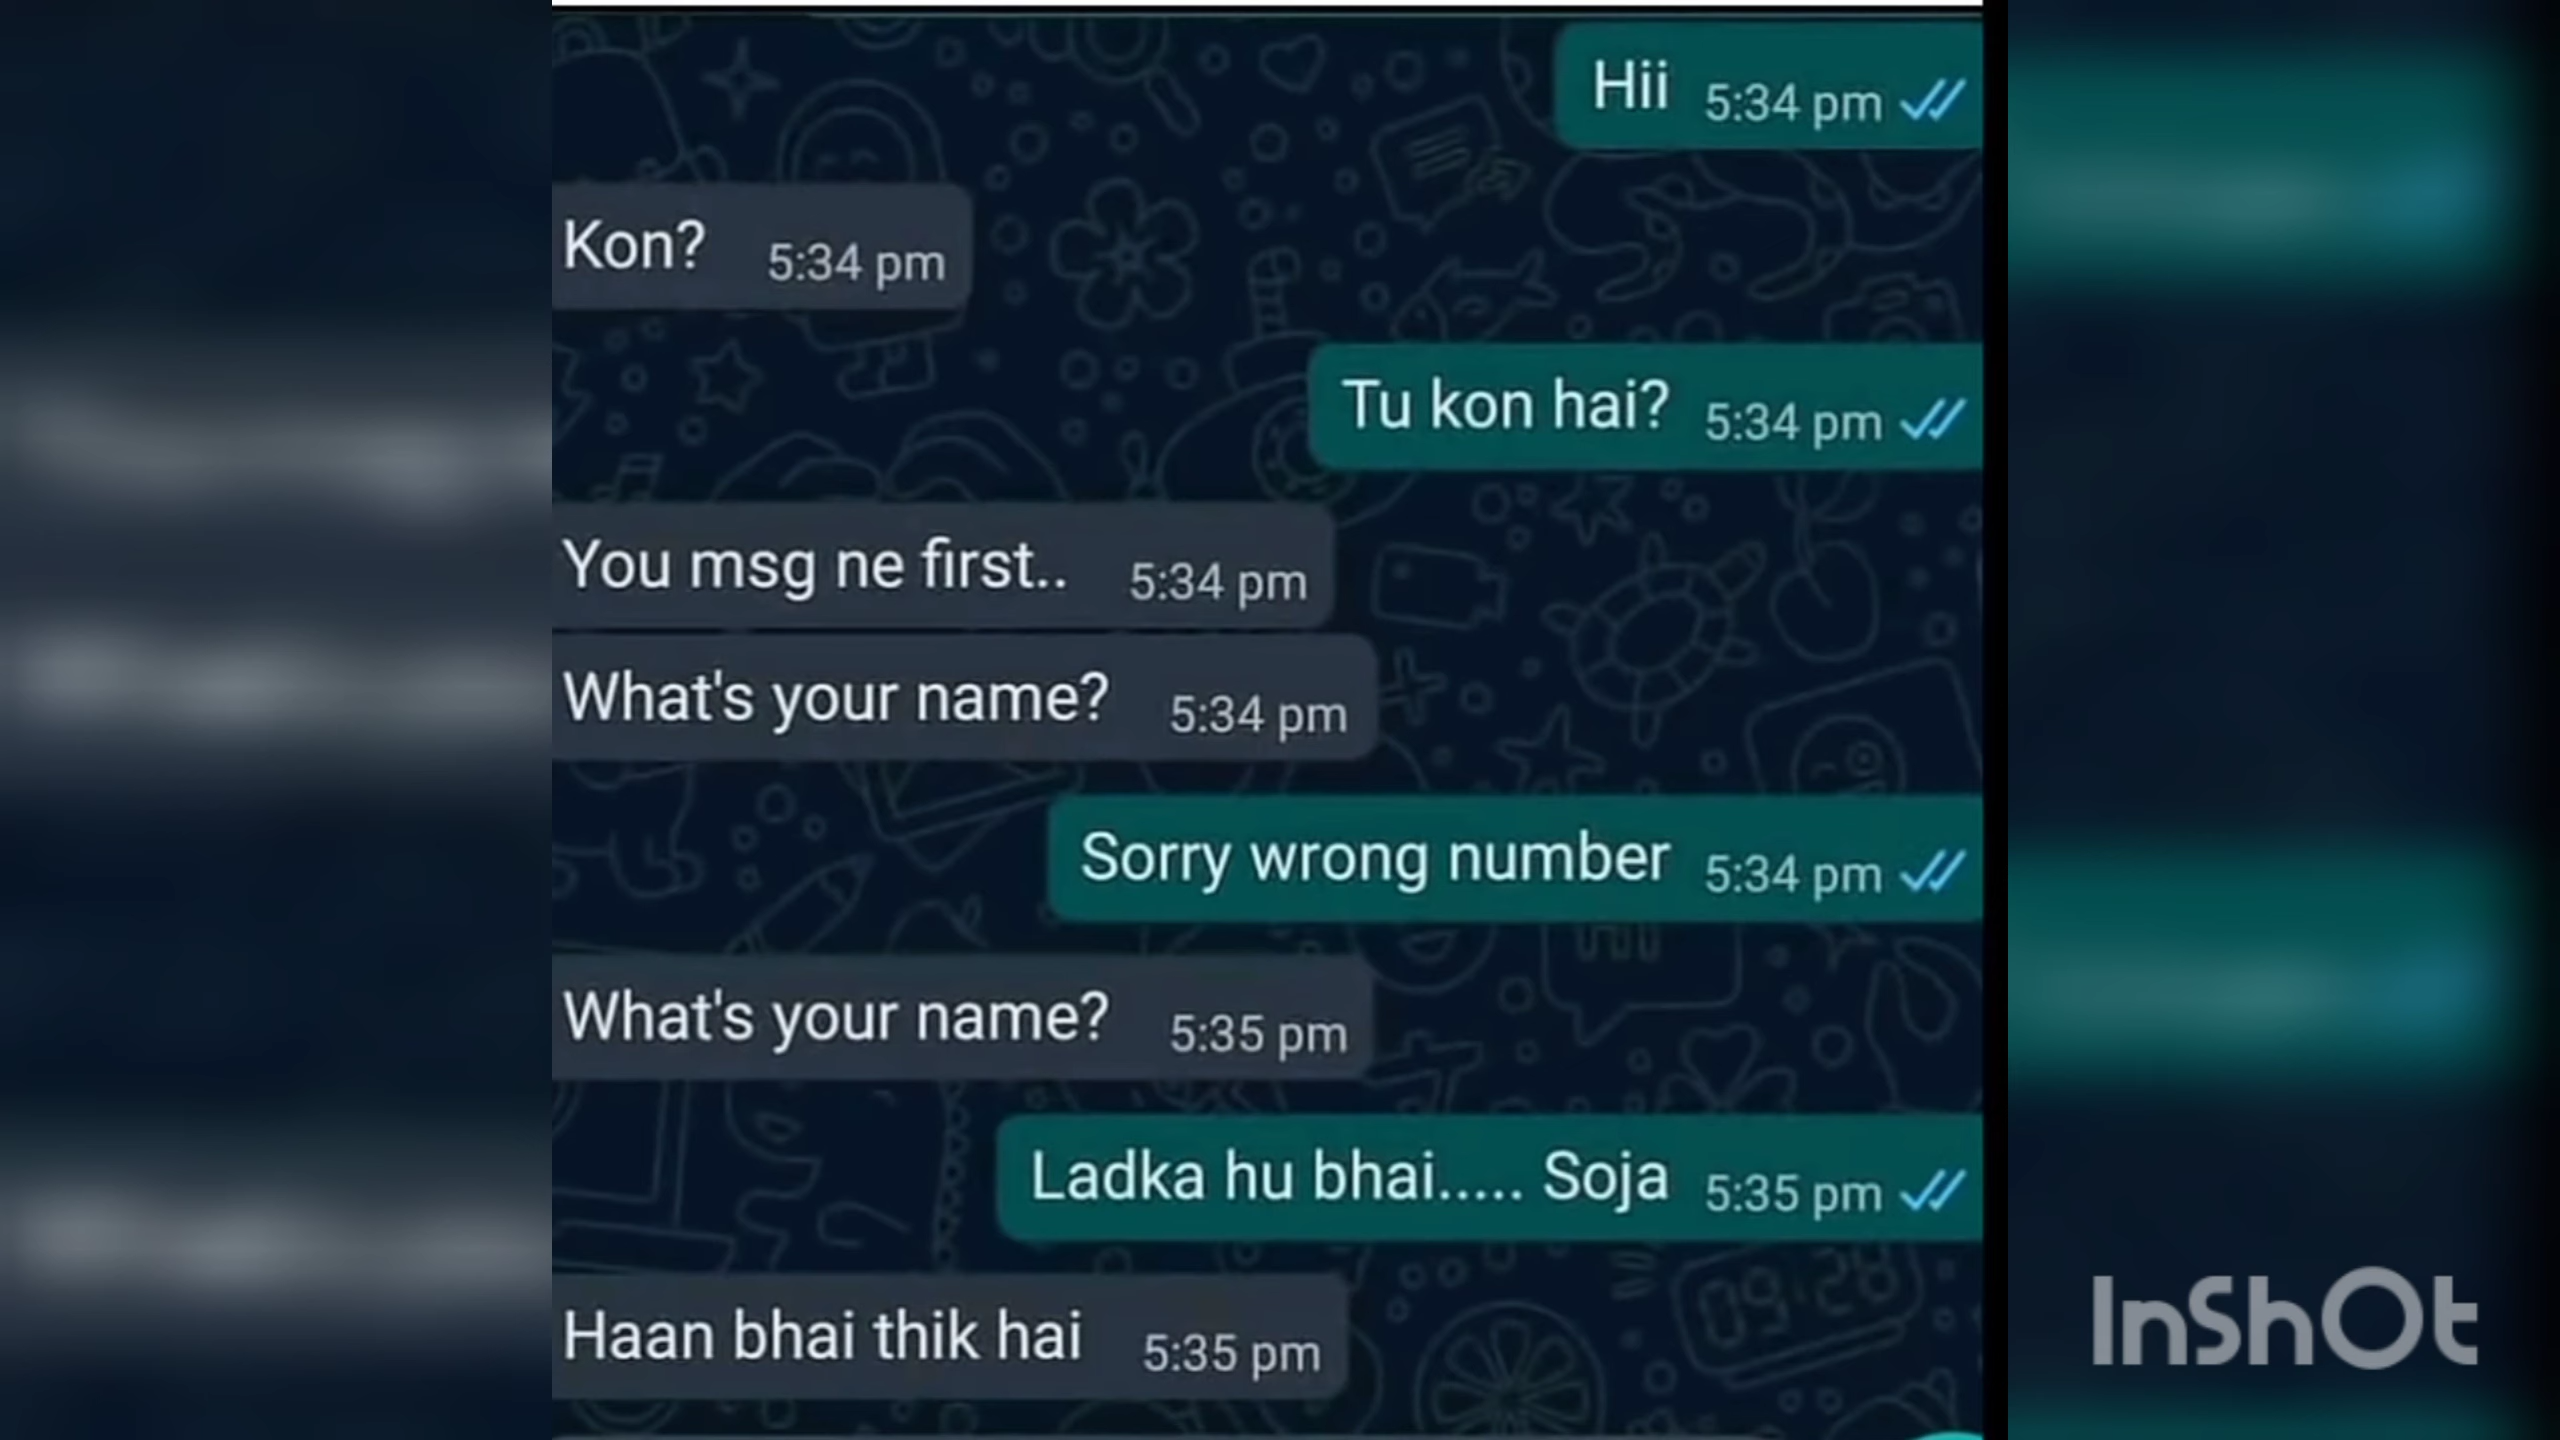 Hii 5:34 pm
Kon? 5:34 pm
Tu kon hai? 5:34 pm
You msg ne first.. 5:34 pm
What's your name? 5:34 pm
Sorry wrong number 5:34 pm
What's your name? 5:35 pm
Ladka hu bhai..... Soja 5:35 pm
Haan bhai thik hai 5:35 pm
InShOt